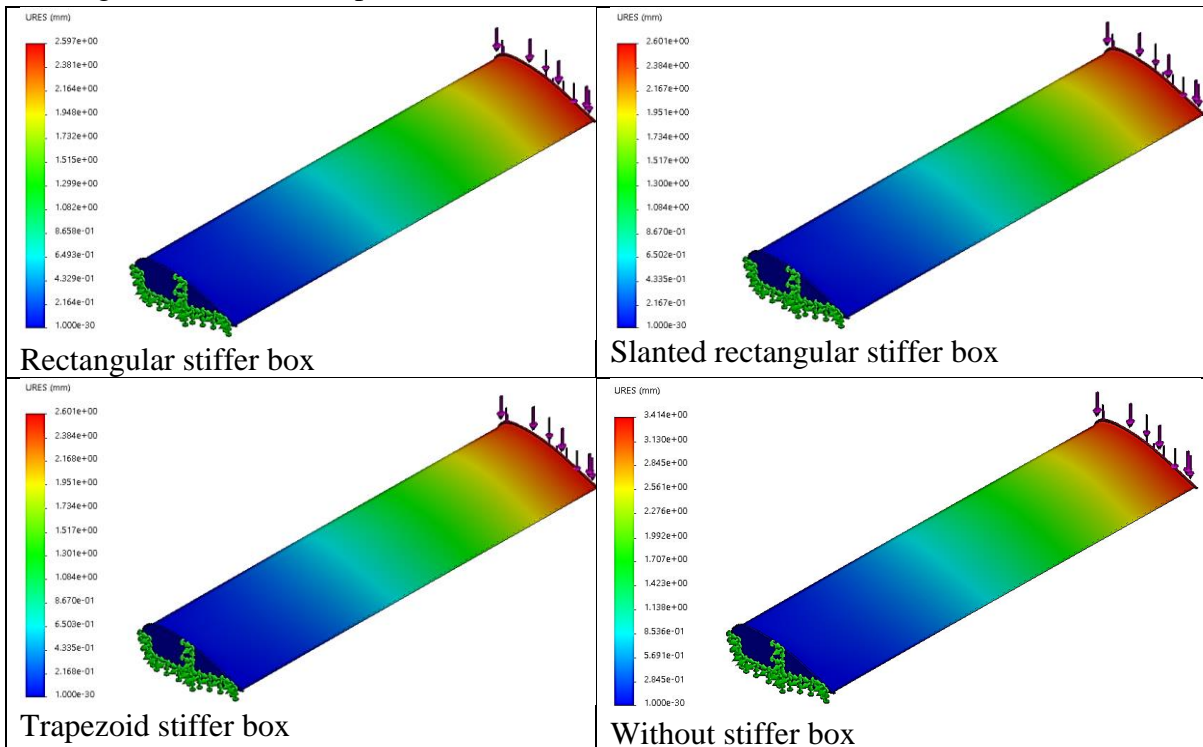 URES (mm)
2.597e+00
2.381e+00
2.164e+00
1.948e+00
1.732e+00
1.515e+00
1.299e+00
1.082e+00
8.658e-01
6.493e-01
4.329e-01
2.164e-01
1.000e-30
Rectangular stiffer box
URES (mm)
2.601e+00
2.384e+00
2.167e+00
1.951e+00
1.734e+00
1.517e+00
1.300e+00
1.084e+00
8.670e-01
6.502e-01
4.335e-01
2.167e-01
1.000e-30
Slanted rectangular stiffer box
URES (mm)
2.601e+00
2.384e+00
2.168e+00
1.951e+00
1.734e+00
1.517e+00
1.301e+00
1.084e+00
8.670e-01
6.503e-01
4.335e-01
2.168e-01
1.000e-30
Trapezoid stiffer box
URES (mm)
3.414e+00
3.130e+00
2.845e+00
2.561e+00
2.276e+00
1.992e+00
1.707e+00
1.423e+00
1.138e+00
8.536e-01
5.691e-01
2.845e-01
1.000e-30
Without stiffer box